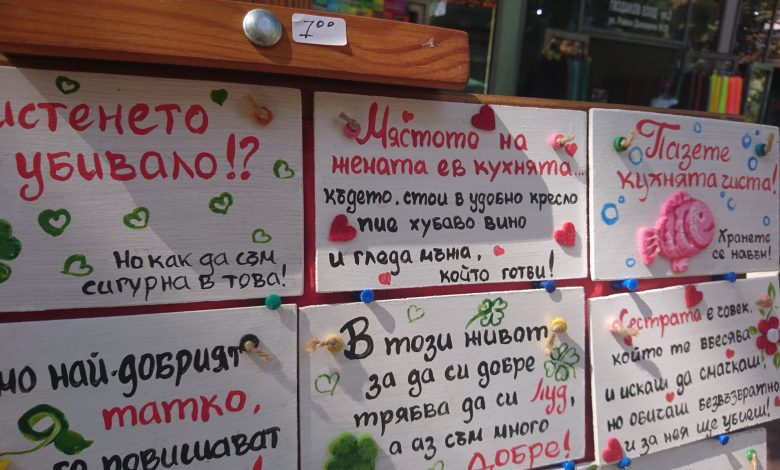 7.00
истенето
убивало!?
Но как да съм
сигурна в това!
Мястото на
жената е в кухнята...
където, стои в удобно кресло
пие хубаво вино
и гледа мъжа,
който готви!
Пазете
кухнята чиста!
Хранете
се навън!
но най-добрият
татко,
го повишават
В този живот
за да си добре
трябва да си луд,
а аз съм много
ДОБРЕ!
Сестрата е човек,
който те вбесява
и искаш да смачкаш,
но обичаш безвъзвратно
и за нея ще убиеш!